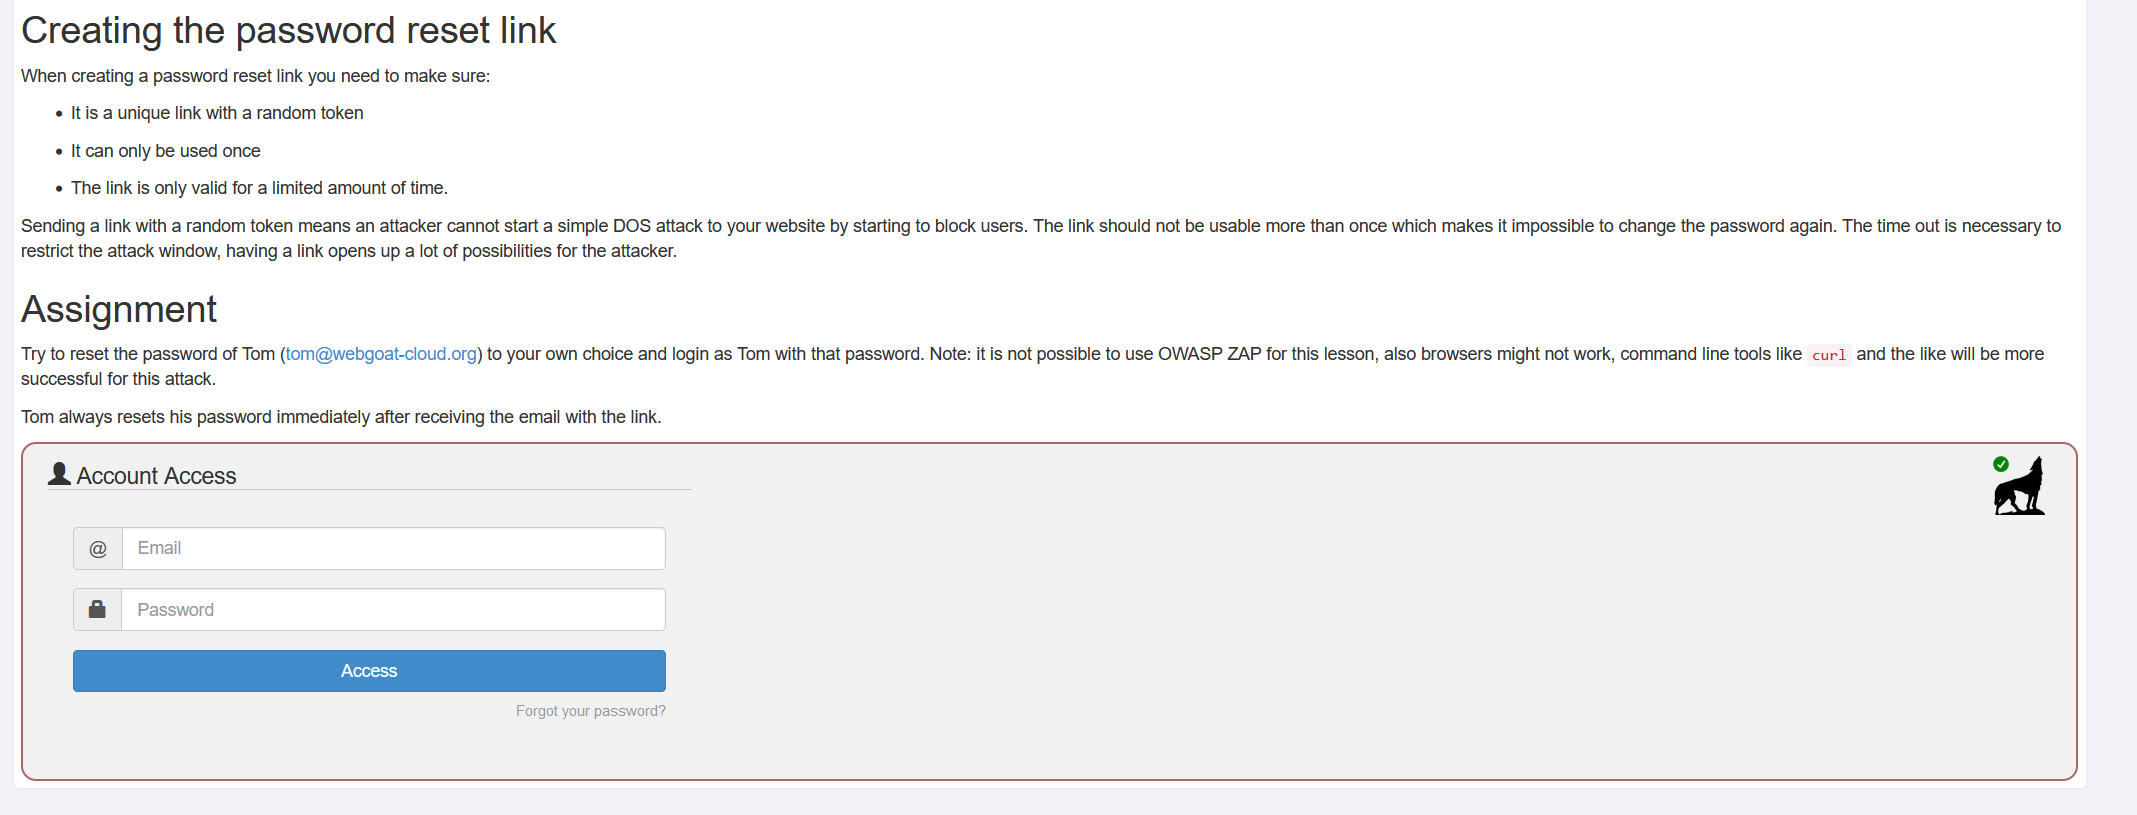 Creating the password reset link
When creating a password reset link you need to make sure:
It is a unique link with a random token
It can only be used once
The link is only valid for a limited amount of time.
Sending a link with a random token means an attacker cannot start a simple DOS attack to your website by starting to block users. The link should not be usable more than once which makes it impossible to change the password again. The time out is necessary to
restrict the attack window, having a link opens up a lot of possibilities for the attacker.
Assignment
Try to reset the password of Tom (tom@webgoat-cloud.org) to your own choice and login as Tom with that password. Note: it is not possible to use OWASP ZAP for this lesson, also browsers might not work, command line tools like curl and the like will be more
successful for this attack.
Tom always resets his password immediately after receiving the email with the link.
Account Access
@ Email
Password
Access
Forgot your password?